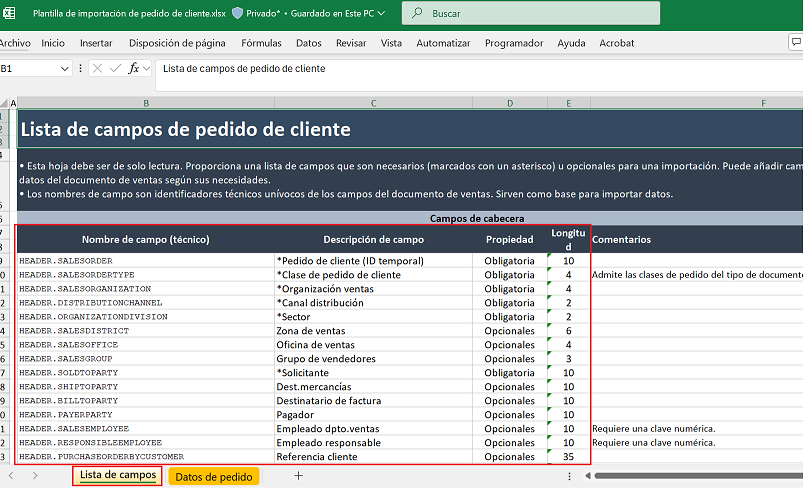 Plantilla de importación de pedido de cliente.xlsx Privado* • Guardado en Este PC Buscar
Archivo Inicio Insertar Disposición de página Fórmulas Datos Revisar Vista Automatizar Programador Ayuda Acrobat
B1 fx Lista de campos de pedido de cliente
A B C D E F
Lista de campos de pedido de cliente
• Esta hoja debe ser de solo lectura. Proporciona una lista de campos que son necesarios (marcados con un asterisco) u opcionales para una importación. Puede añadir cam
datos del documento de ventas según sus necesidades.
• Los nombres de campo son identificadores técnicos unívocos de los campos del documento de ventas. Sirven como base para importar datos.
Campos de cabecera
Nombre de campo (técnico) Descripción de campo Propiedad Longitu
d Comentarios
HEADER.SALESORDER *Pedido de cliente (ID temporal) Obligatoria 10
HEADER.SALESORDERTYPE *Clase de pedido de cliente Obligatoria 4 Admite las clases de pedido del tipo de documento
HEADER.SALESORGANIZATION *Organización ventas Obligatoria 4
HEADER.DISTRIBUTIONCHANNEL *Canal distribución Obligatoria 2
HEADER.ORGANIZATIONDIVISION *Sector Obligatoria 2
HEADER.SALESDISTRICT Zona de ventas Opcionales 6
HEADER.SALESOFFICE Oficina de ventas Opcionales 4
HEADER.SALESGROUP Grupo de vendedores Opcionales 3
HEADER.SOLDTOPARTY *Solicitante Obligatoria 10
HEADER.SHIPTOPARTY Dest.mercancías Opcionales 10
HEADER.BILLTOPARTY Destinatario de factura Opcionales 10
HEADER.PAYERPARTY Pagador Opcionales 10
HEADER.SALESEMPLOYEE Empleado dpto.ventas Opcionales 10 Requiere una clave numérica.
HEADER.RESPONSIBLEEMPLOYEE Empleado responsable Opcionales 10 Requiere una clave numérica.
HEADER.PURCHASEORDERBYCUSTOMER Referencia cliente Opcionales 35
Lista de campos Datos de pedido +